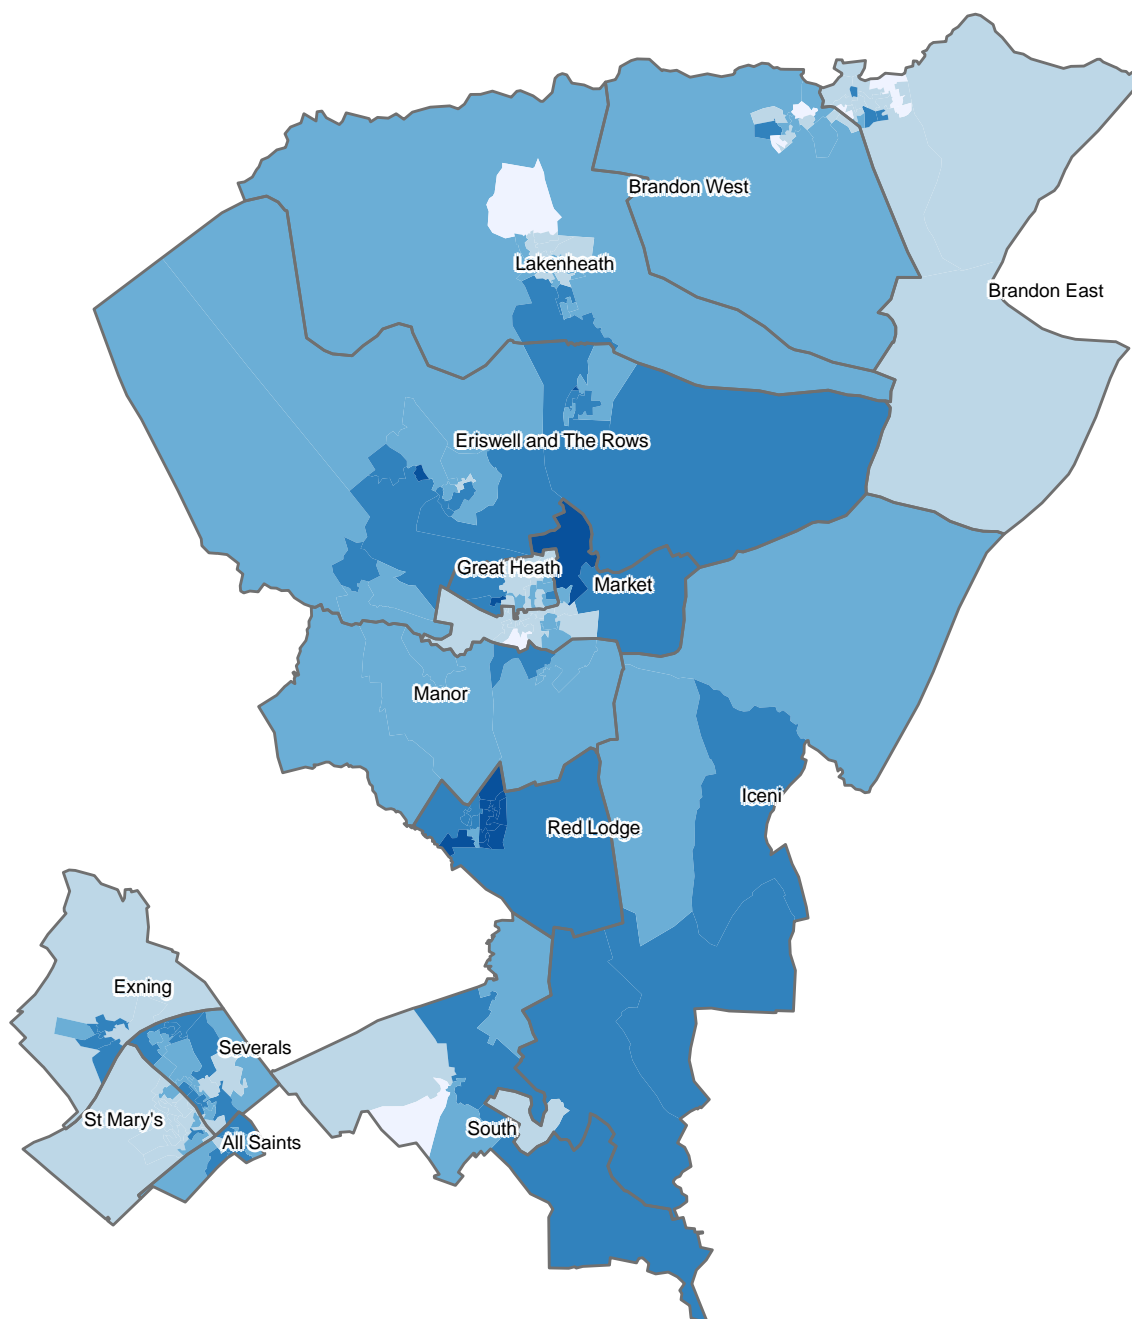 Brandon West
Lakenheath
Brandon East
Eriswell and The Rows
Great Heath
Market
Manor
Iceni
Red Lodge
Exning
Severals
St Mary's
South
All Saints